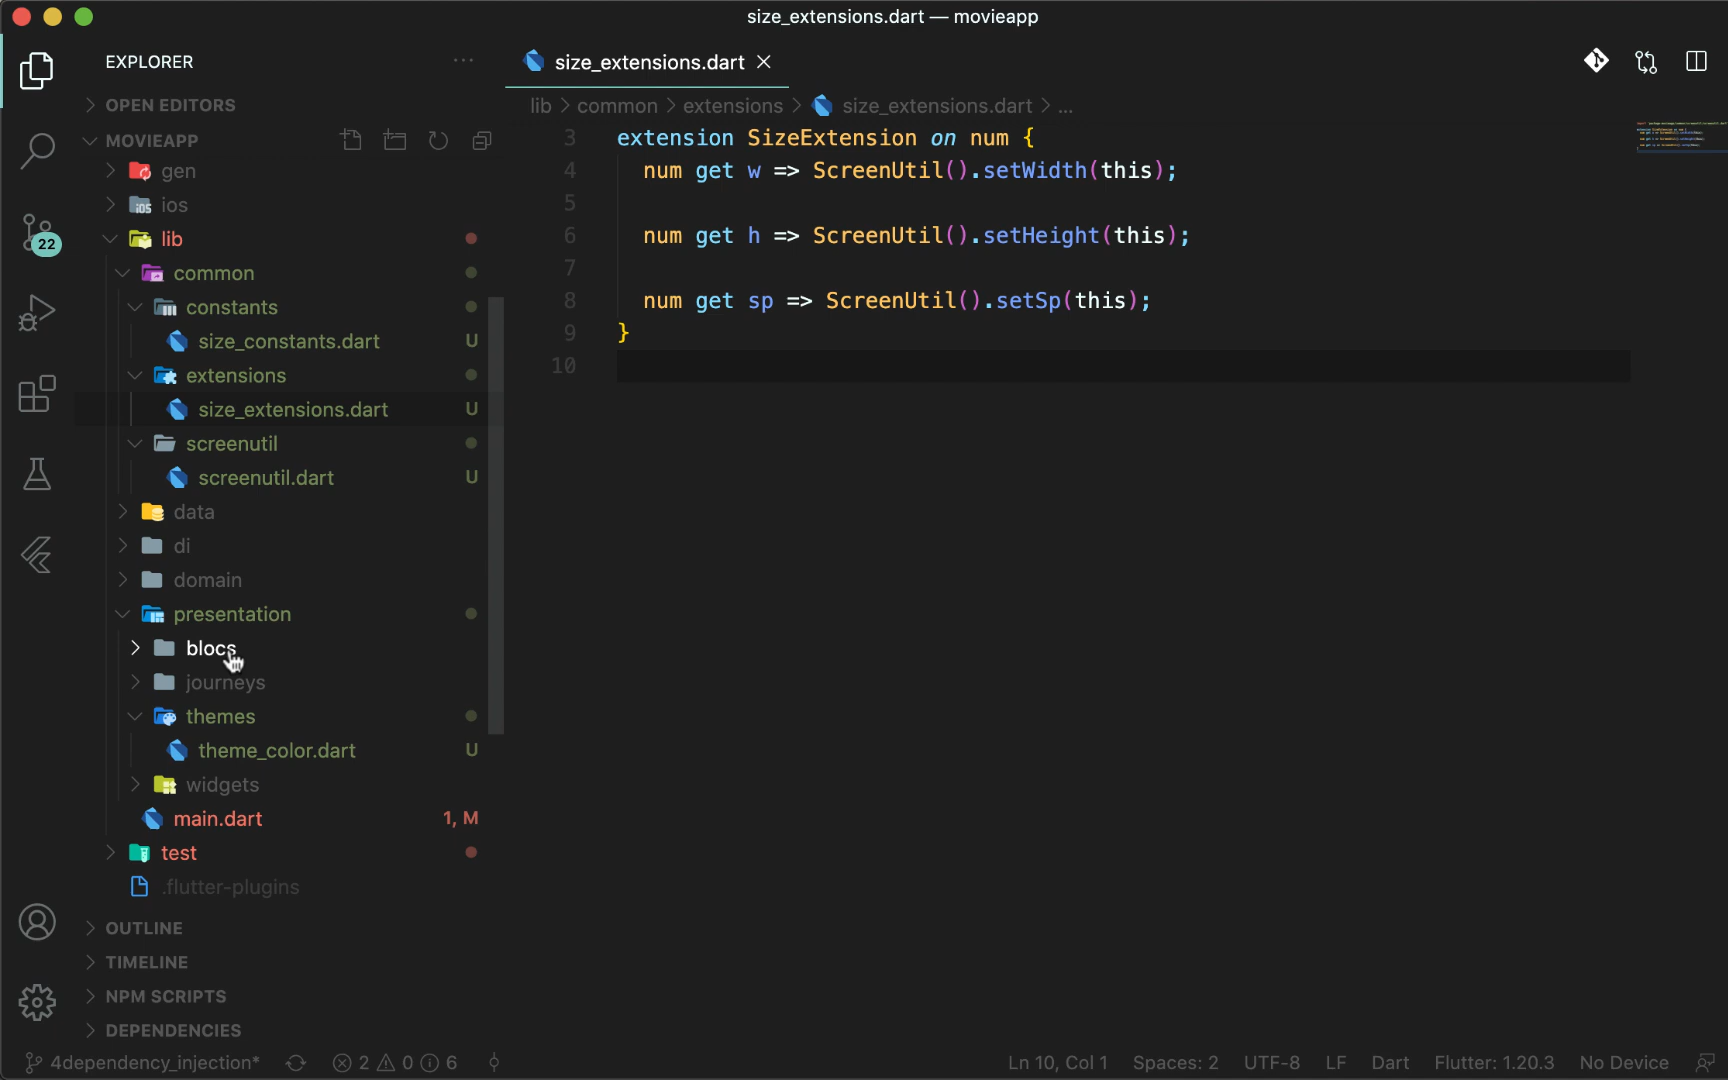 size_extensions.dart — movieapp
EXPLORER
...
size_extensions.dart
OPEN EDITORS
lib > common > extensions > size_extensions.dart > ...
MOVIEAPP
gen
ios
lib
common
constants
size_constants.dart U
extensions
size_extensions.dart U
screenutil
screenutil.dart U
data
di
domain
presentation
blocs
journeys
themes
theme_color.dart U
widgets
main.dart 1, M
test
.flutter-plugins
OUTLINE
TIMELINE
NPM SCRIPTS
DEPENDENCIES
22
3 extension SizeExtension on num {
4 num get w => ScreenUtil().setWidth(this);
5
6 num get h => ScreenUtil().setHeight(this);
7
8 num get sp => ScreenUtil().setSp(this);
9 }
10
4dependency_injection* 2 0 6 Ln 10, Col 1 Spaces: 2 UTF-8 LF Dart Flutter: 1.20.3 No Device